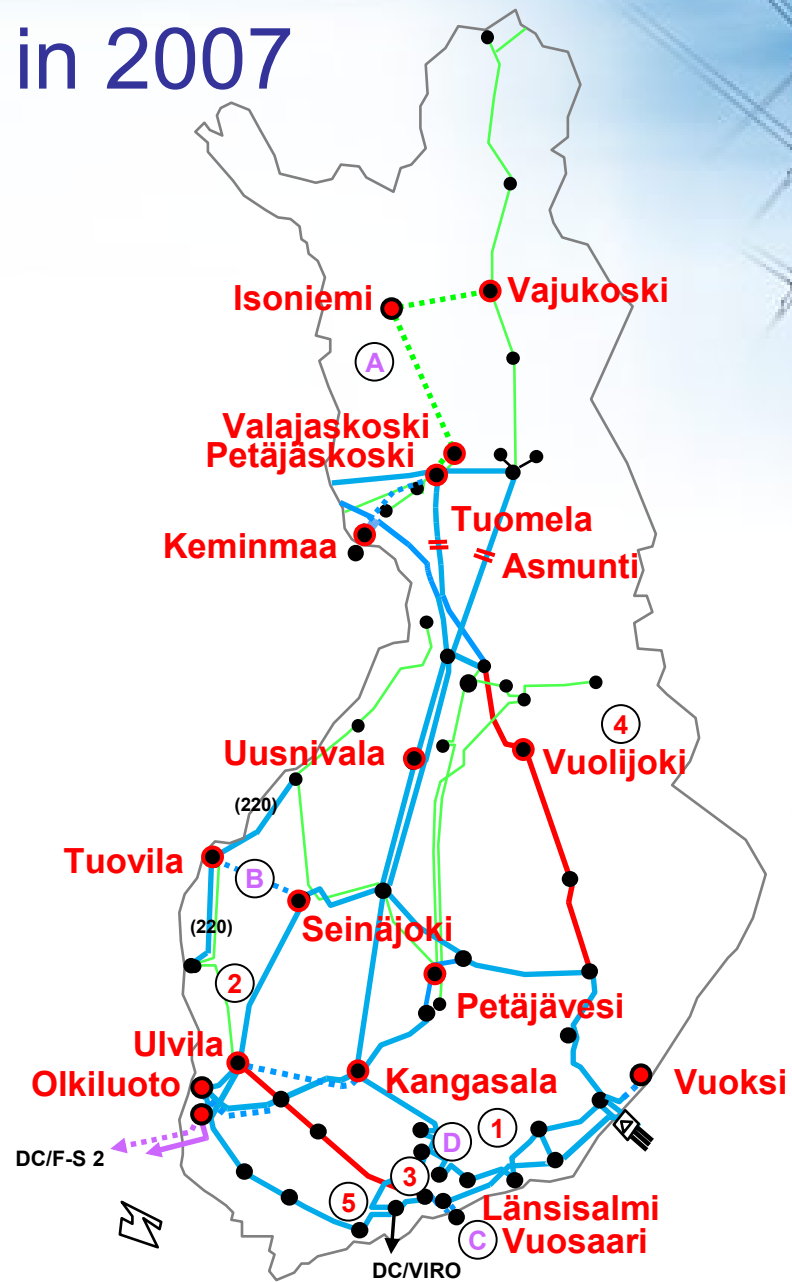 in 2007
Isoniemi
Vajukoski
A
Valajaskoski
Petäjäskoski
Tuomela
Keminmaa
Asmunti
4
Uusnivala
Vuolijoki
(220)
Tuovila
B
(220)
Seinäjoki
2
Petäjävesi
Ulvila
Olkiluoto
Kangasala
Vuoksi
1
D
DC/F-S 2
3
5
Länsisalmi
C
Vuosaari
DC/VIRO